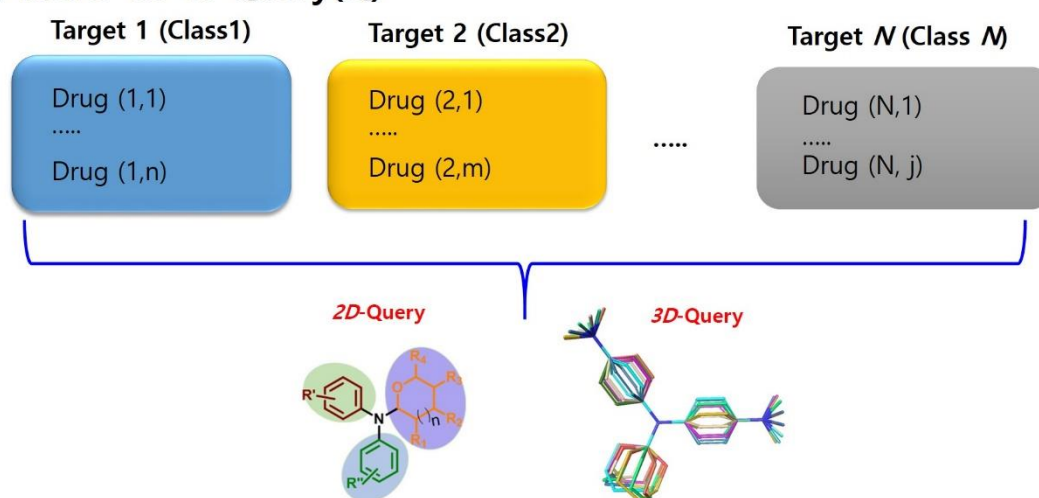 Target 1 (Class1)
Target 2 (Class2)
Target N (Class N)
Drug (1,1)
.....
Drug (1,n)
Drug (2,1)
.....
Drug (2,m)
.....
Drug (N,1)
.....
Drug (N, j)
2D-Query
3D-Query
R4
R3
O
R'
R2
( )n
N
R1
R"